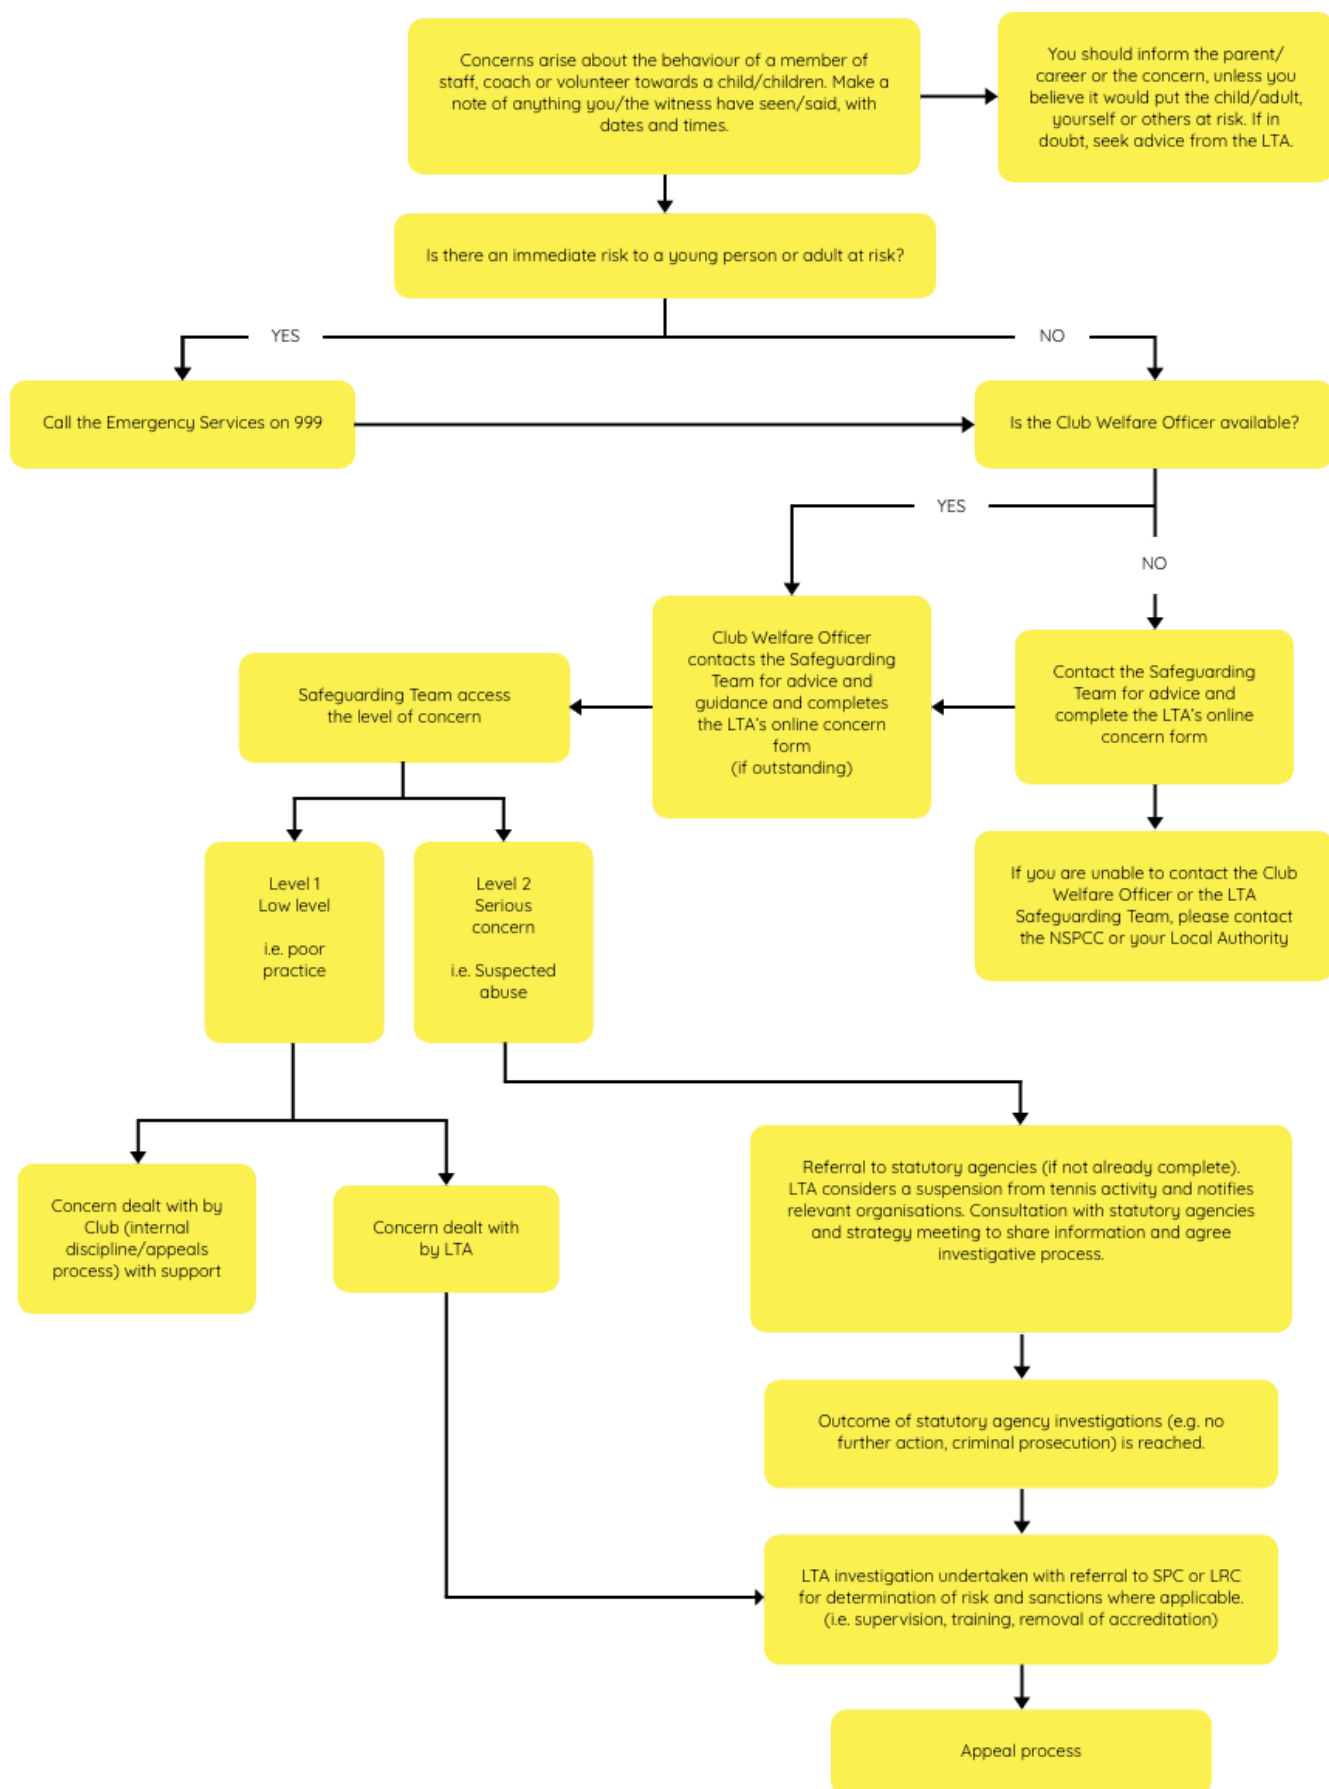 Concerns arise about the behaviour of a member of
staff, coach or volunteer towards a child/children. Make a
note of anything you/the witness have seen/said, with
dates and times.
You should inform the parent/
career or the concern, unless you
believe it would put the child/adult,
yourself or others at risk. If in
doubt, seek advice from the LTA.
Is there an immediate risk to a young person or adult at risk?
YES
NO
Call the Emergency Services on 999
Is the Club Welfare Officer available?
YES
NO
Club Welfare Officer
contacts the Safeguarding
Team for advice and
guidance and completes
the LTA's online concern
form
(if outstanding)
Contact the Safeguarding
Team for advice and
complete the LTA's online
concern form
Safeguarding Team access
the level of concern
If you are unable to contact the Club
Welfare Officer or the LTA
Safeguarding Team, please contact
the NSPCC or your Local Authority
Level 1
Low level
i.e. poor
practice
Level 2
Serious
concern
i.e. Suspected
abuse
Concern dealt with by
Club (internal
discipline/appeals
process) with support
Concern dealt with
by LTA
Referral to statutory agencies (if not already complete).
LTA considers a suspension from tennis activity and notifies
relevant organisations. Consultation with statutory agencies
and strategy meeting to share information and agree
investigative process.
Outcome of statutory agency investigations (e.g. no
further action, criminal prosecution) is reached.
LTA investigation undertaken with referral to SPC or LRC
for determination of risk and sanctions where applicable.
(i.e. supervision, training, removal of accreditation)
Appeal process